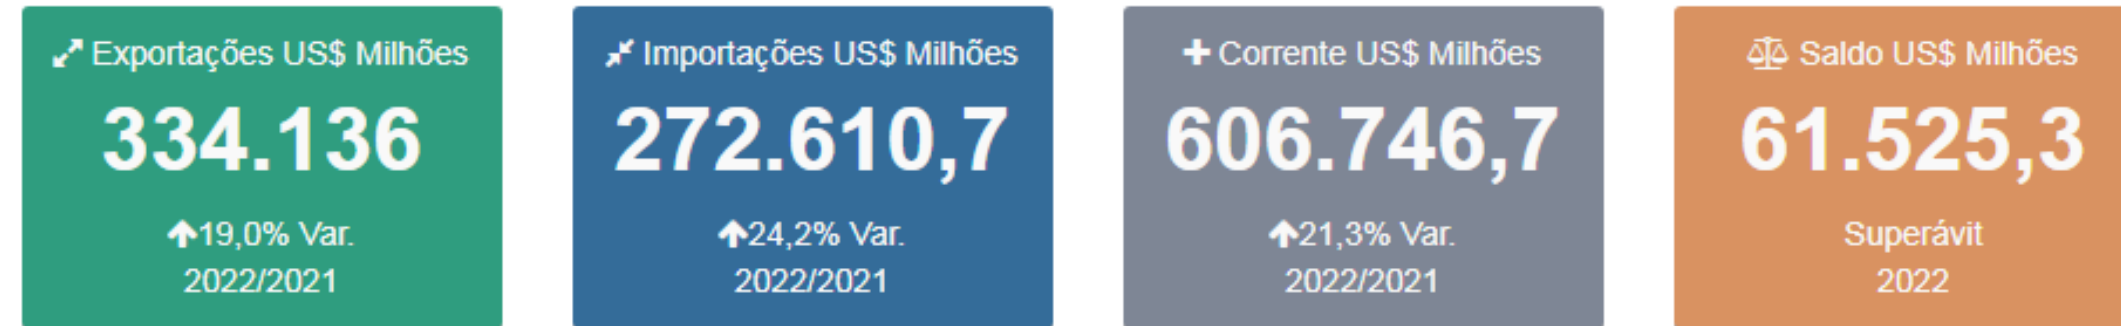 Exportações US$ Milhões
334.136
19,0% Var.
2022/2021
Importações US$ Milhões
272.610,7
24,2% Var.
2022/2021
Corrente US$ Milhões
606.746,7
21,3% Var.
2022/2021
Saldo US$ Milhões
61.525,3
Superávit
2022